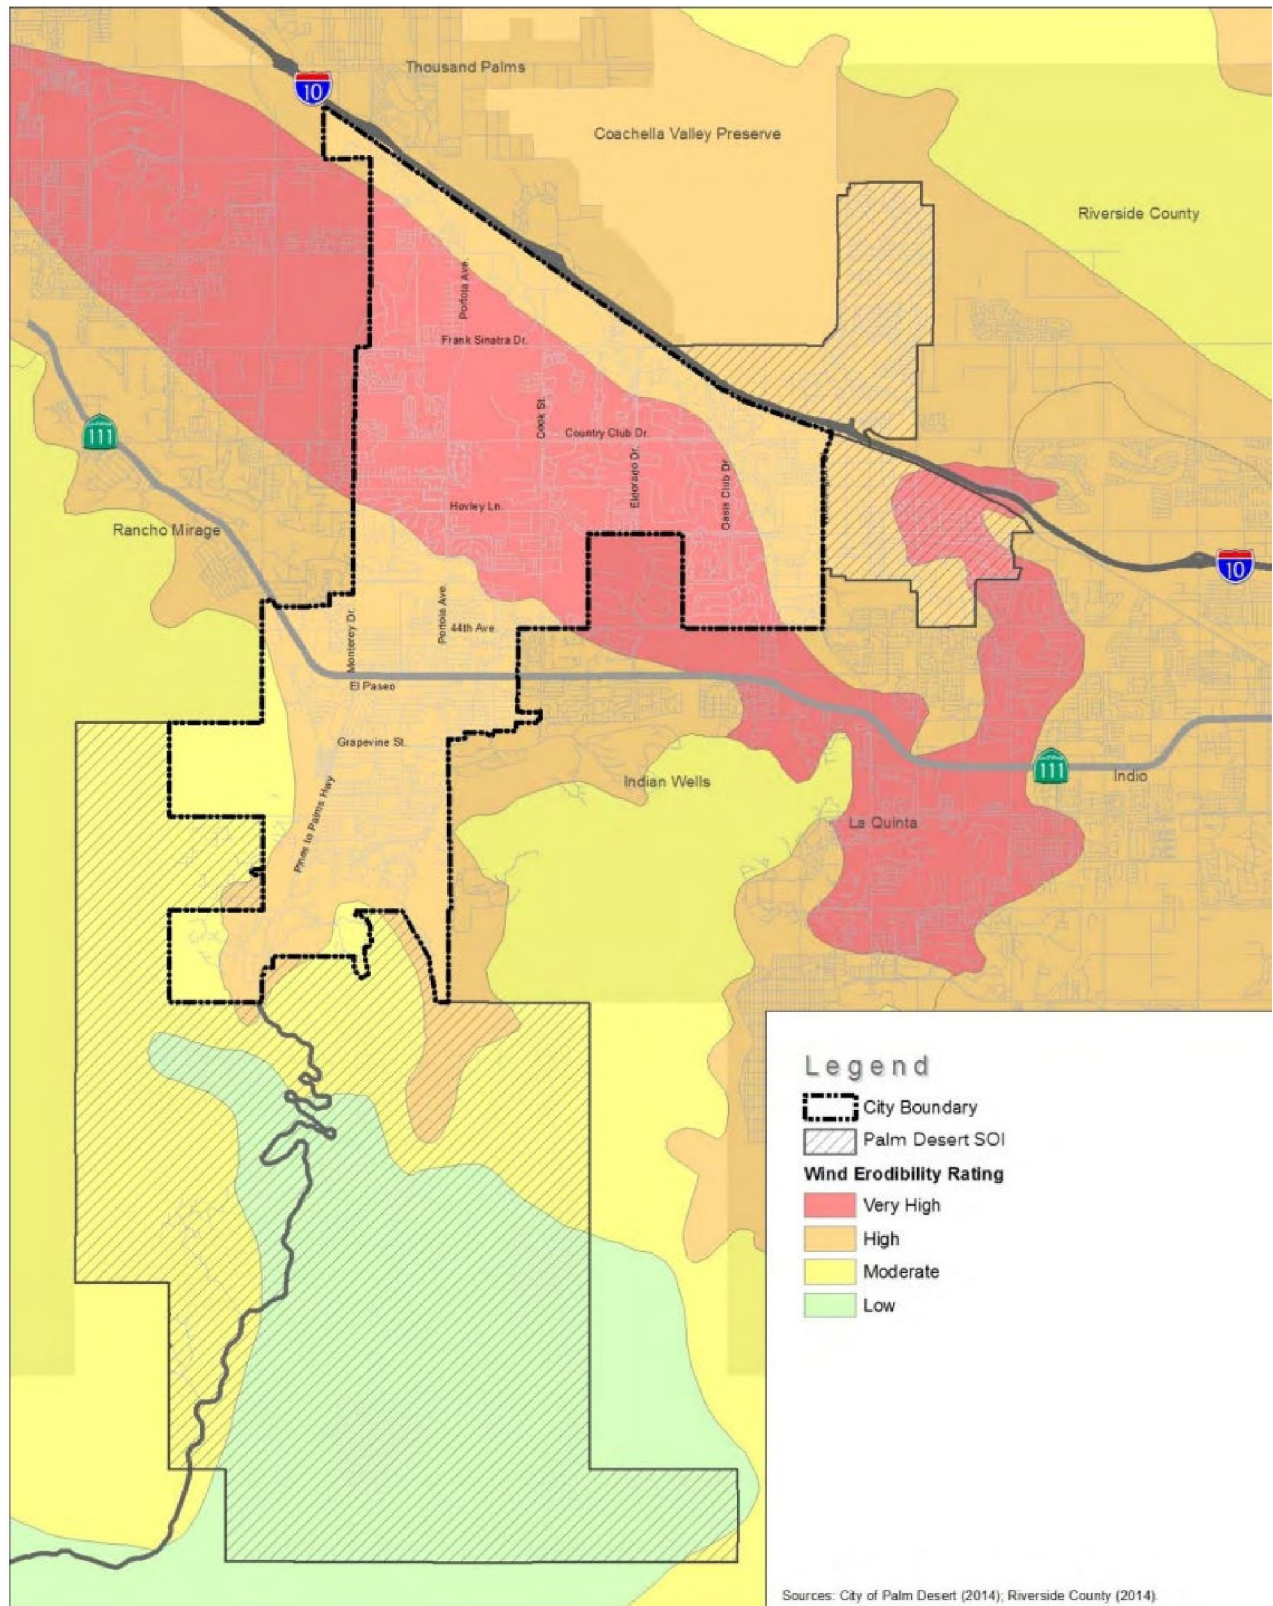 Thousand Palms
10
Coachella Valley Preserve
Riverside County
Portola Ave.
Frank Sinatra Dr.
Cook St.
Country Club Dr.
Eldorado Dr.
Oasis Club Dr
111
Hovley Ln.
Rancho Mirage
10
Portola Ave.
44th Ave.
Monterey Dr.
El Paseo
Grapevine St.
Pines to Palms Hwy
Indian Wells
111
Indio
La Quinta
Legend
City Boundary
Palm Desert SOI
Wind Erodibility Rating
Very High
High
Moderate
Low
Sources: City of Palm Desert (2014); Riverside County (2014).